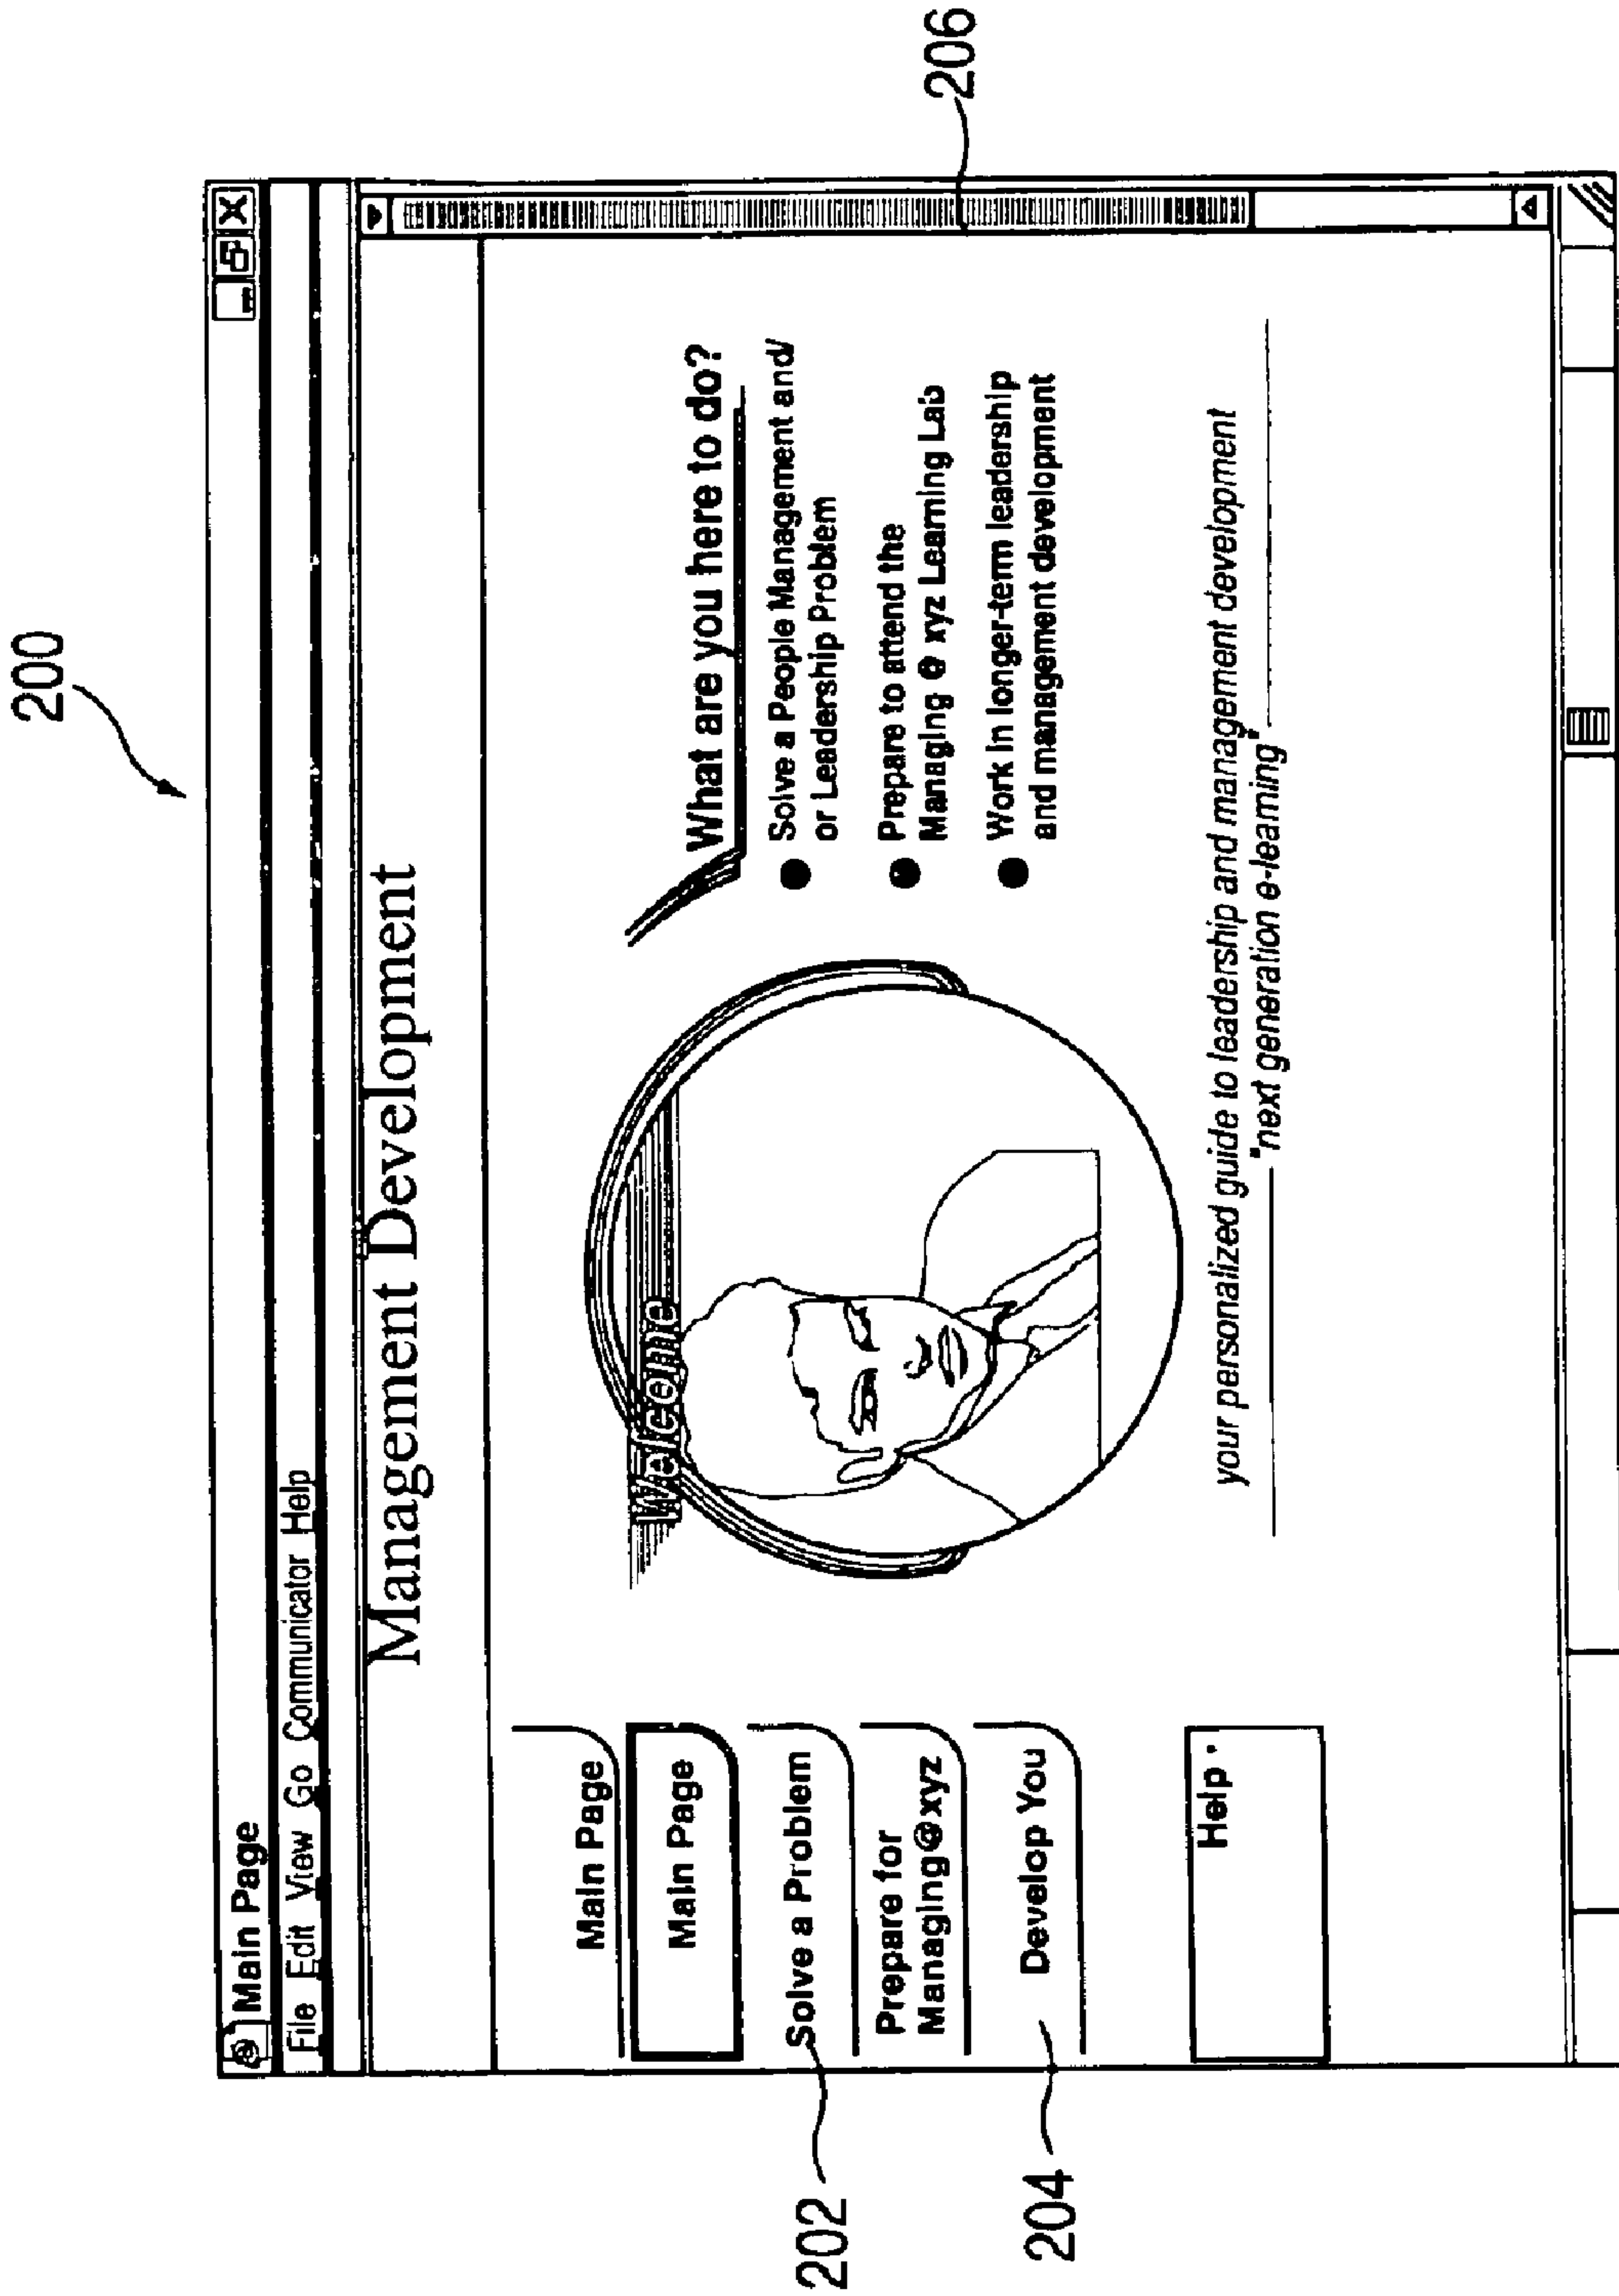 200
Main Page
File Edit View Go Communicator Help
Management Development
Main Page
Main Page
Solve a Problem
Prepare for
Managing@xyz
Develop You
Help
202
204
Welcome
What are you here to do?
Solve a People Management and/
or Leadership Problem
Prepare to attend the
Managing @ xyz Learning Lab
Work in longer-term leadership
and management development
206
your personalized guide to leadership and management development
"next generation e-learning"